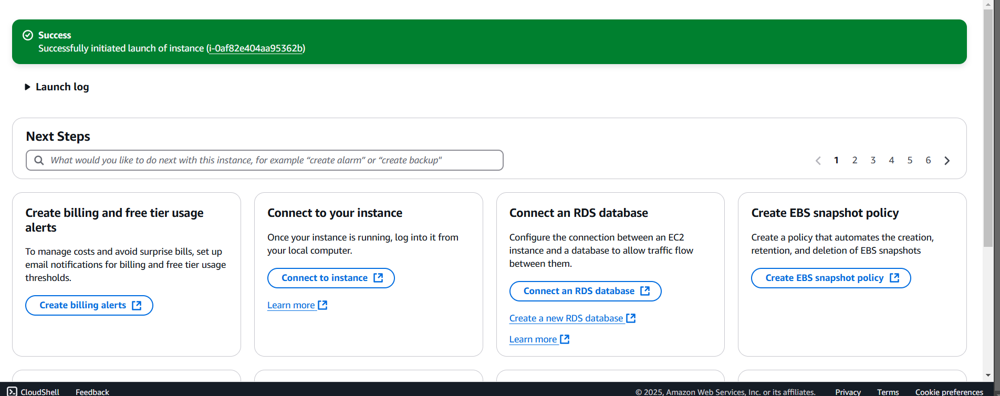 Success
Successfully initiated launch of instance (i-0af82e404aa95362b)
Launch log
Next Steps
What would you like to do next with this instance, for example “create alarm” or “create backup"
1 2 3 4 5 6
Create billing and free tier usage
alerts
To manage costs and avoid surprise bills, set up
email notifications for billing and free tier usage
thresholds.
Create billing alerts
Connect to your instance
Once your instance is running, log into it from
your local computer.
Connect to instance
Learn more
Connect an RDS database
Configure the connection between an EC2
instance and a database to allow traffic flow
between them.
Connect an RDS database
Create a new RDS database
Learn more
Create EBS snapshot policy
Create a policy that automates the creation,
retention, and deletion of EBS snapshots
Create EBS snapshot policy
CloudShell Feedback © 2025, Amazon Web Services, Inc. or its affiliates. Privacy Terms Cookie preferences